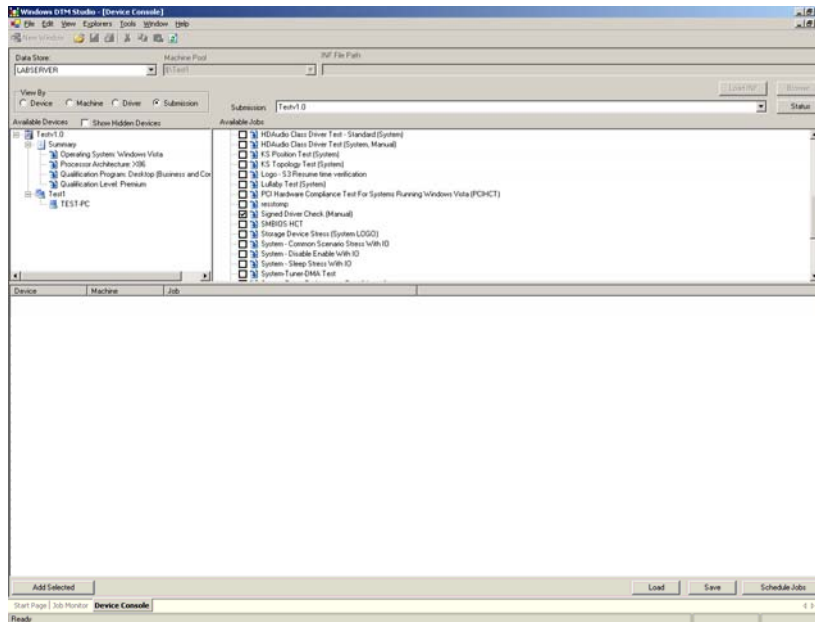 Windows DTM Studio - [Device Console]
File Edit View Explorers Tools Window Help
New Window
Data Store:
Machine Pool
INF File Path
LABSERVER
$\Test1
Load INF
Browse
View By
Device Machine Driver Submission
Submission: Testv1.0
Status
Available Devices Show Hidden Devices
Available Jobs
Testv1.0
Summary
Operating System: Windows Vista
Processor Architecture: X86
Qualification Program: Desktop (Business and Con
Qualification Level: Premium
Test1
TEST-PC
HDAudio Class Driver Test - Standard (System)
HDAudio Class Driver Test (System, Manual)
KS Position Test (System)
KS Topology Test (System)
Logo - S3 Resume time verification
Lullaby Test (System)
PCI Hardware Compliance Test For Systems Running Windows Vista (PCIHCT)
Signed Driver Check (Manual)
SMBIOS HCT
Storage Device Stress (System LOGO)
System - Common Scenario Stress With IO
System - Disable Enable With IO
System - Sleep Stress With IO
System-Tuner-DMA Test
Device Machine Job
Add Selected
Load Save Schedule Jobs
Start Page Job Monitor Device Console
Ready